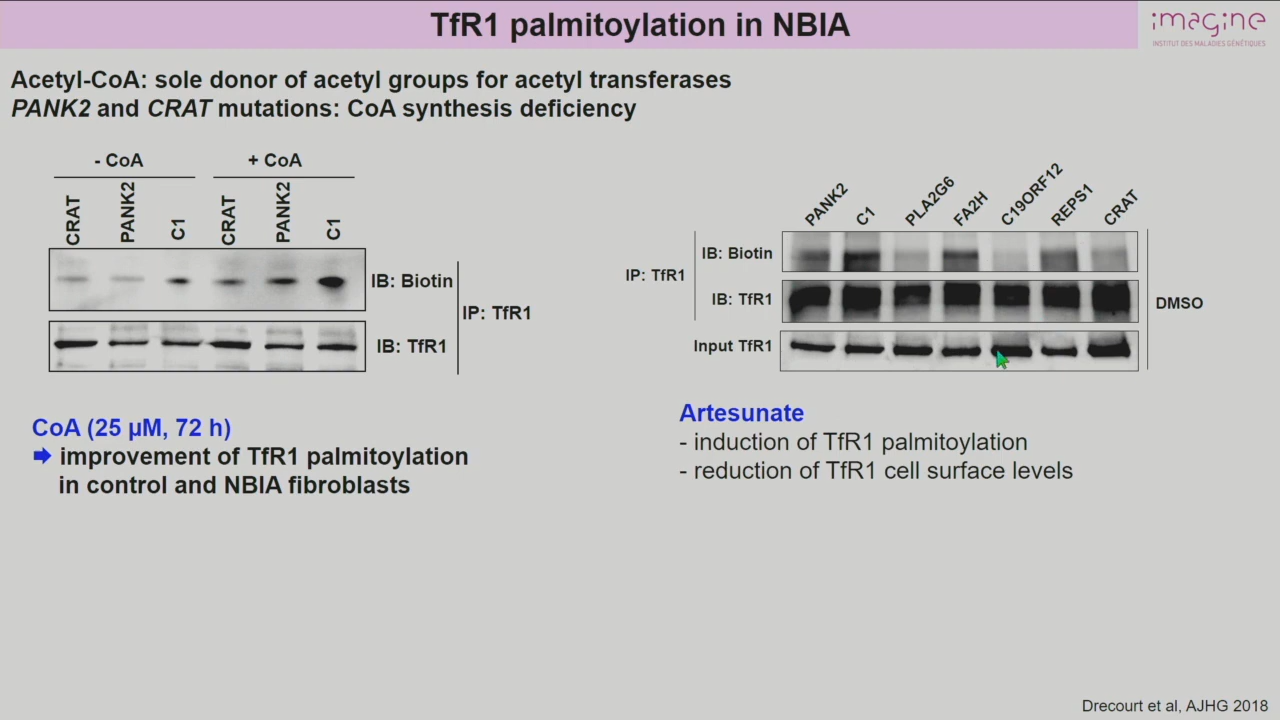 TfR1 palmitoylation in NBIA
imagine
INSTITUT DES MALADIES GÉNÉTIQUES
Acetyl-CoA: sole donor of acetyl groups for acetyl transferases
PANK2 and CRAT mutations: CoA synthesis deficiency
- CoA
+ CoA
CRAT
PANK2
C1
CRAT
PANK2
C1
IB: Biotin
IB: TfR1
IP: TfR1
PANK2
C1
PLA2G6
FA2H
C19ORF12
REPS1
CRAT
IP: TfR1
IB: Biotin
IB: TfR1
Input TfR1
DMSO
CoA (25 µM, 72 h)
➡ improvement of TfR1 palmitoylation
in control and NBIA fibroblasts
Artesunate
- induction of TfR1 palmitoylation
- reduction of TfR1 cell surface levels
Drecourt et al, AJHG 2018